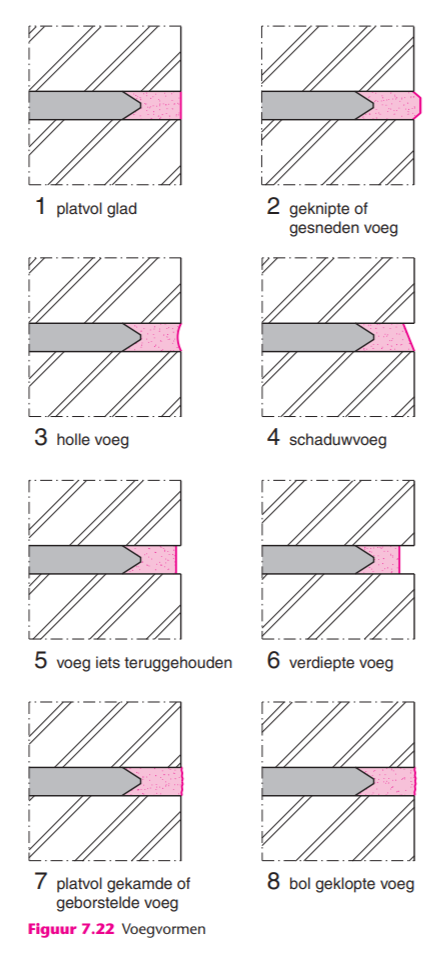 1 platvol glad
2 geknipte of
gesneden voeg
3 holle voeg
4 schaduwvoeg
5 voeg iets teruggehouden
6 verdiepte voeg
7 platvol gekamde of
geborstelde voeg
8 bol geklopte voeg
Figuur 7.22 Voegvormen